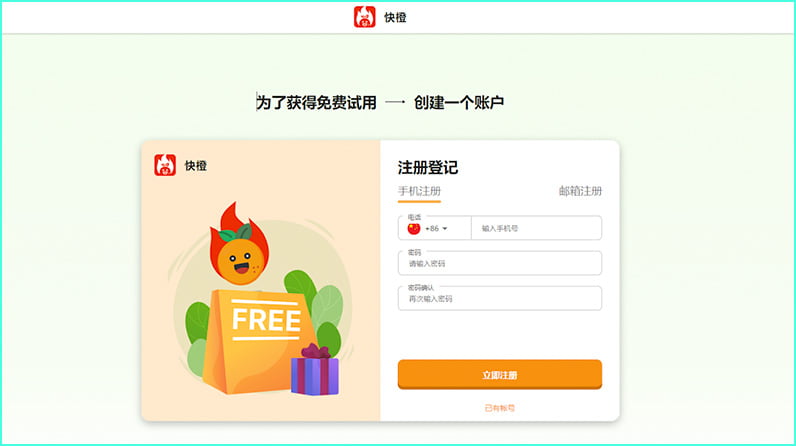 快橙
为了获得免费试用 → 创建一个账户
快橙
FREE
注册登记
手机注册 邮箱注册
电话
+86 输入手机号
密码
请输入密码
密码确认
再次输入密码
立即注册
已有帐号